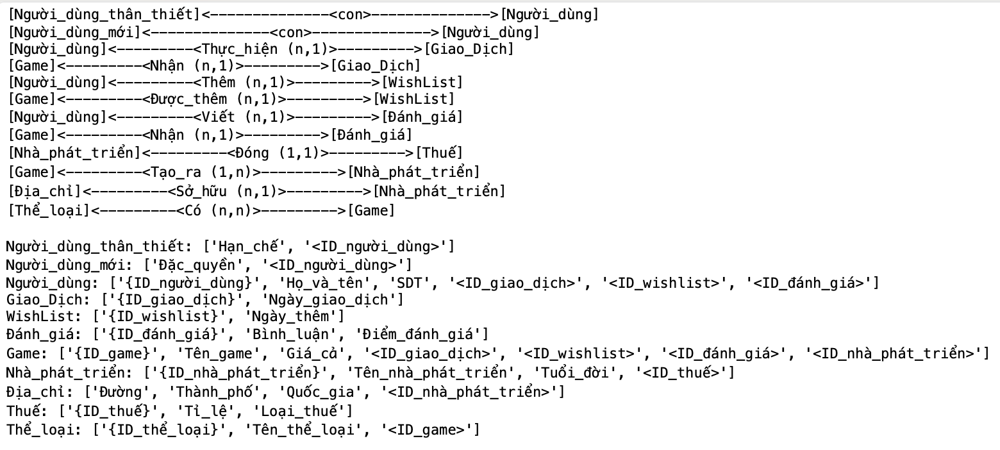 [Người_dùng_thân_thiết]<--------------<con>-------------->[Người_dùng]
[Người_dùng_mới]<--------------<con>-------------->[Người_dùng]
[Người_dùng]<---------<Thực_hiện (n,1)>--------->[Giao_Dịch]
[Game]<---------<Nhận (n,1)>--------->[Giao_Dịch]
[Người_dùng]<---------<Thêm (n,1)>--------->[WishList]
[Game]<---------<Được_thêm (n,1)>--------->[WishList]
[Người_dùng]<---------<Viết (n,1)>--------->[Đánh_giá]
[Game]<---------<Nhận (n,1)>--------->[Đánh_giá]
[Nhà_phát_triển]<---------<Đóng (1,1)>--------->[Thuế]
[Game]<---------<Tạo_ra (1,n)>--------->[Nhà_phát_triển]
[Địa_chỉ]<---------<Sở_hữu (n,1)>--------->[Nhà_phát_triển]
[Thể_loại]<---------<Có (n,n)>--------->[Game]
Người_dùng_thân_thiết: ['Hạn_chế', '<ID_người_dùng>']
Người_dùng_mới: ['Đặc_quyền', '<ID_người_dùng>']
Người_dùng: ['{ID_người_dùng}', 'Họ_và_tên', 'SDT', '<ID_giao_dịch>', '<ID_wishlist>', '<ID_đánh_giá>']
Giao_Dịch: ['{ID_giao_dịch}', 'Ngày_giao_dịch']
WishList: ['{ID_wishlist}', 'Ngày_thêm']
Đánh_giá: ['{ID_đánh_giá}', 'Bình_luận', 'Điểm_đánh_giá']
Game: ['{ID_game}', 'Tên_game', 'Giá_cả', '<ID_giao_dịch>', '<ID_wishlist>', '<ID_đánh_giá>', '<ID_nhà_phát_triển>']
Nhà_phát_triển: ['{ID_nhà_phát_triển}', 'Tên_nhà_phát_triển', 'Tuổi_đời', '<ID_thuế>']
Địa_chỉ: ['Đường', 'Thành_phố', 'Quốc_gia', '<ID_nhà_phát_triển>']
Thuế: ['{ID_thuế}', 'Tỉ_lệ', 'Loại_thuế']
Thể_loại: ['{ID_thể_loại}', 'Tên_thể_loại', '<ID_game>']